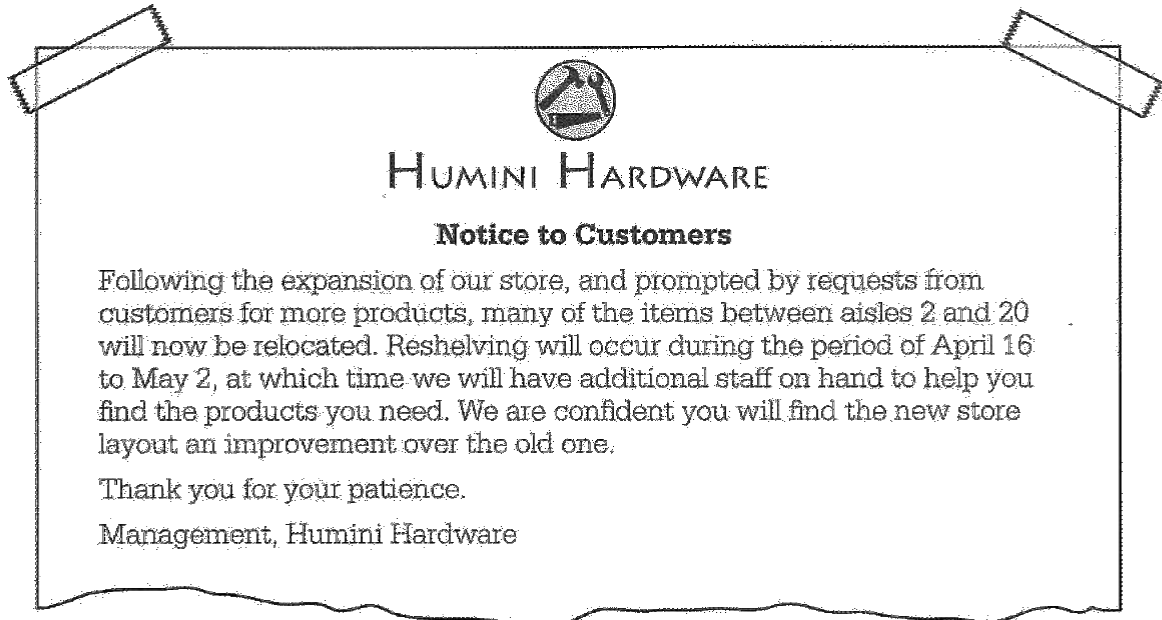 HUMINI HARDWARE
Notice to Customers
Following the expansion of our store, and prompted by requests from
customers for more products, many of the items between aisles 2 and 20
will now be relocated. Reshelving will occur during the period of April 16
to May 2, at which time we will have additional staff on hand to help you
find the products you need. We are confident you will find the new store
layout an improvement over the old one.
Thank you for your patience.
Management, Humini Hardware